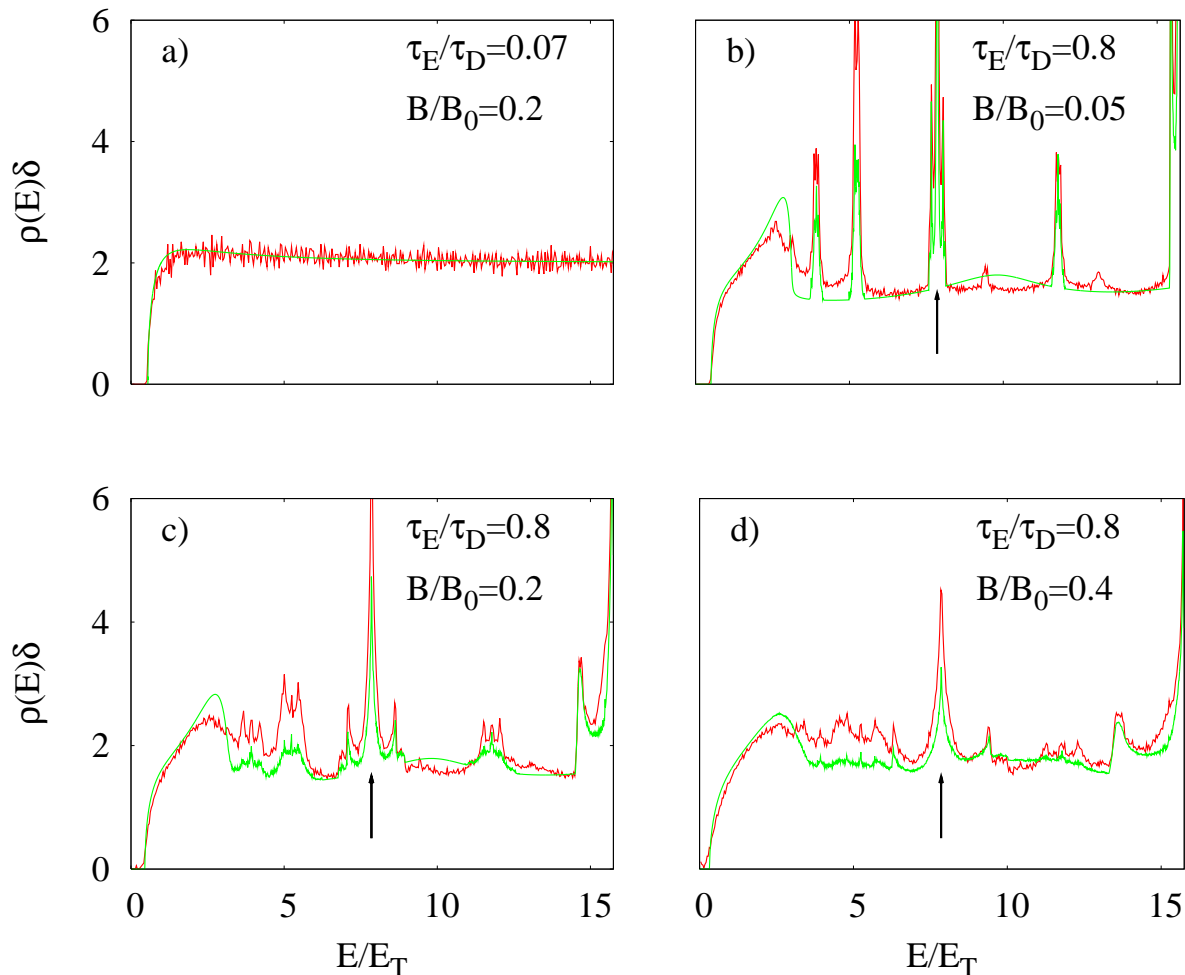 6
a)
τ_E/τ_D=0.07
B/B_0=0.2
4
ρ(E)δ
2
0
b)
τ_E/τ_D=0.8
B/B_0=0.05
6
c)
τ_E/τ_D=0.8
B/B_0=0.2
4
ρ(E)δ
2
0
0 5 10 15
E/E_T
d)
τ_E/τ_D=0.8
B/B_0=0.4
0 5 10 15
E/E_T